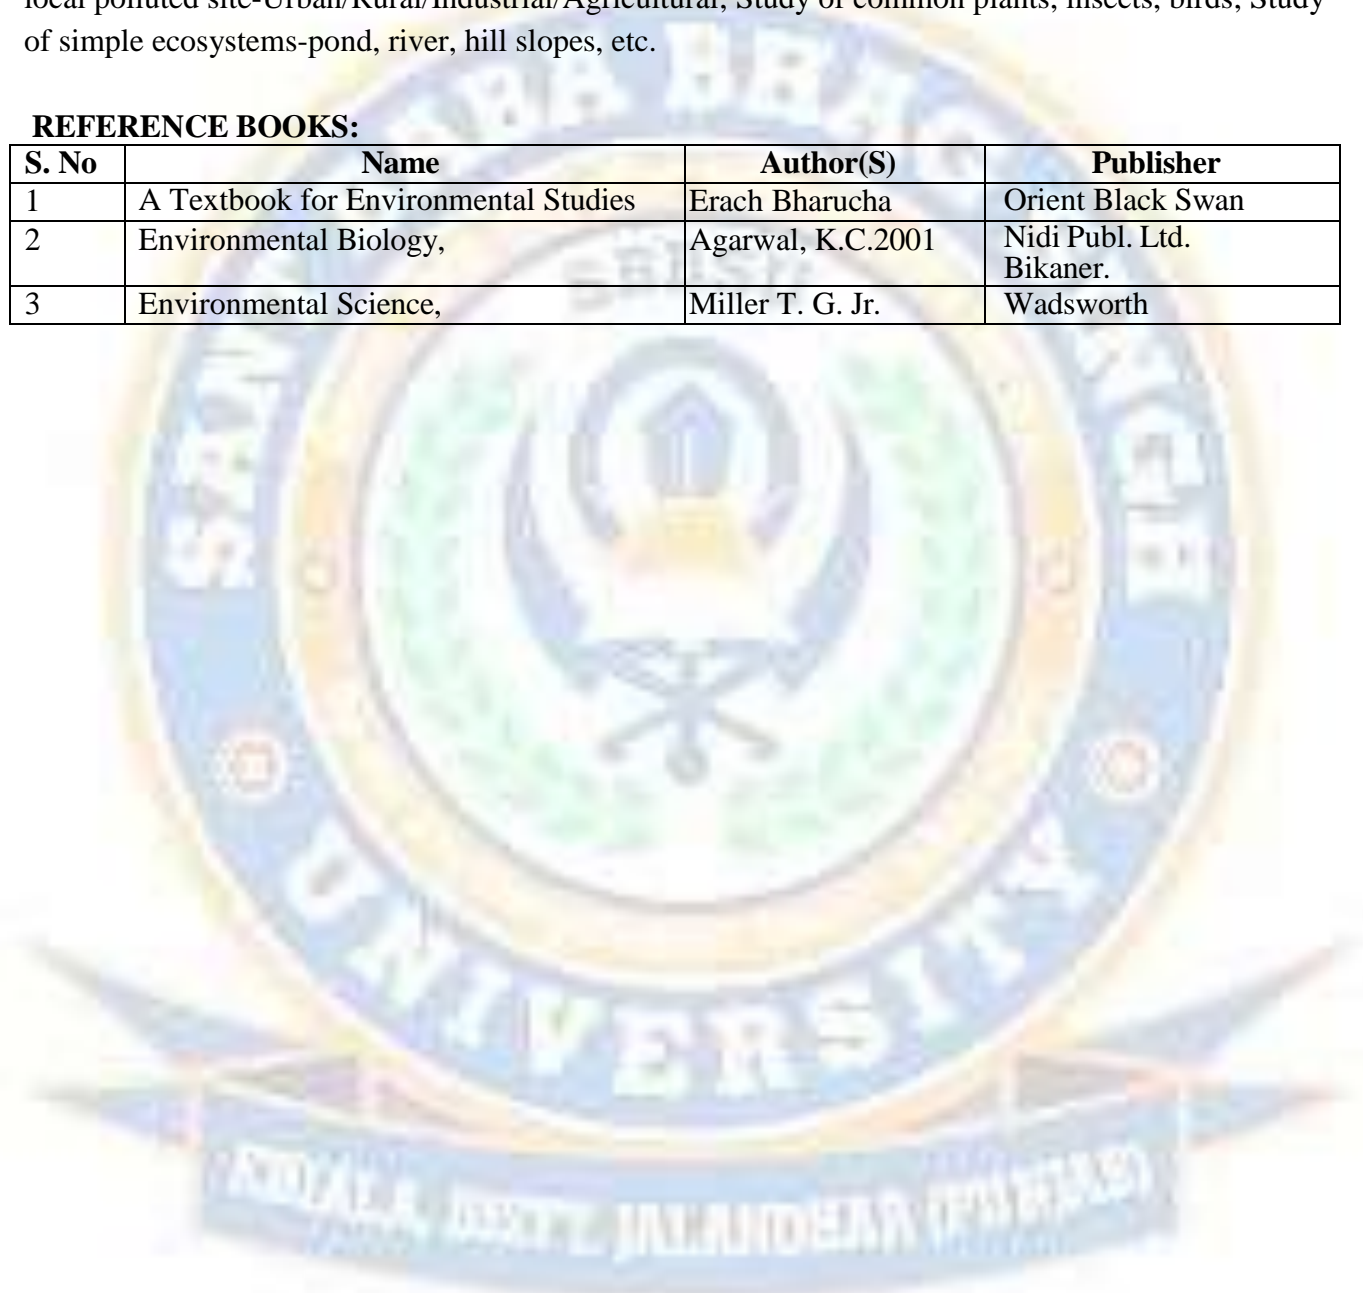 local polluted site-Urban/Rural/Industrial/Agricultural, Study of common plants, insects, birds, Study
of simple ecosystems-pond, river, hill slopes, etc.
REFERENCE BOOKS:
S. No Name Author(S) Publisher
1 A Textbook for Environmental Studies Erach Bharucha Orient Black Swan
2 Environmental Biology, Agarwal, K.C.2001 Nidi Publ. Ltd.
Bikaner.
3 Environmental Science, Miller T. G. Jr. Wadsworth
UNIVERSITY
JALANDHAR (PUNJAB)